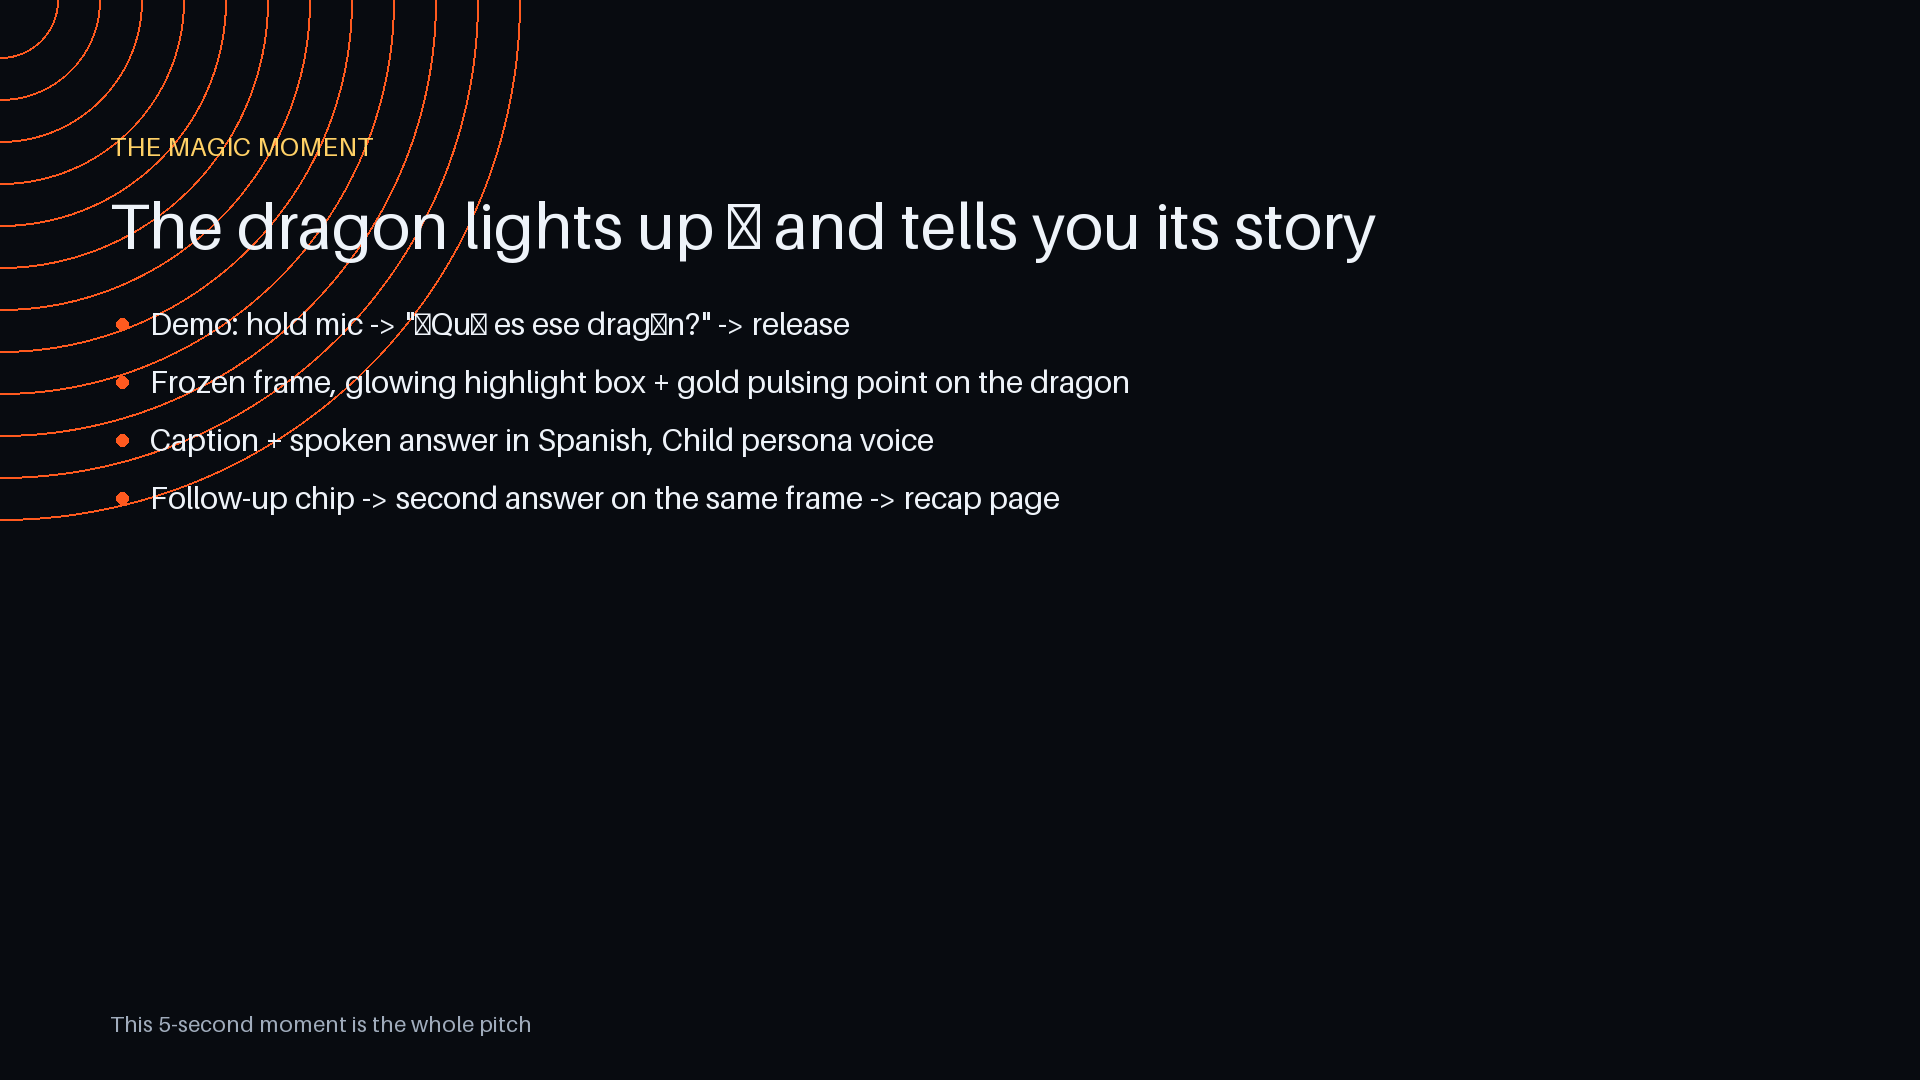 THE MAGIC MOMENT
The dragon lights up and tells you its story
Demo: hold mic -> "Qu es ese dragn?" -> release
Frozen frame, glowing highlight box + gold pulsing point on the dragon
Caption + spoken answer in Spanish, Child persona voice
Follow-up chip -> second answer on the same frame -> recap page
This 5-second moment is the whole pitch